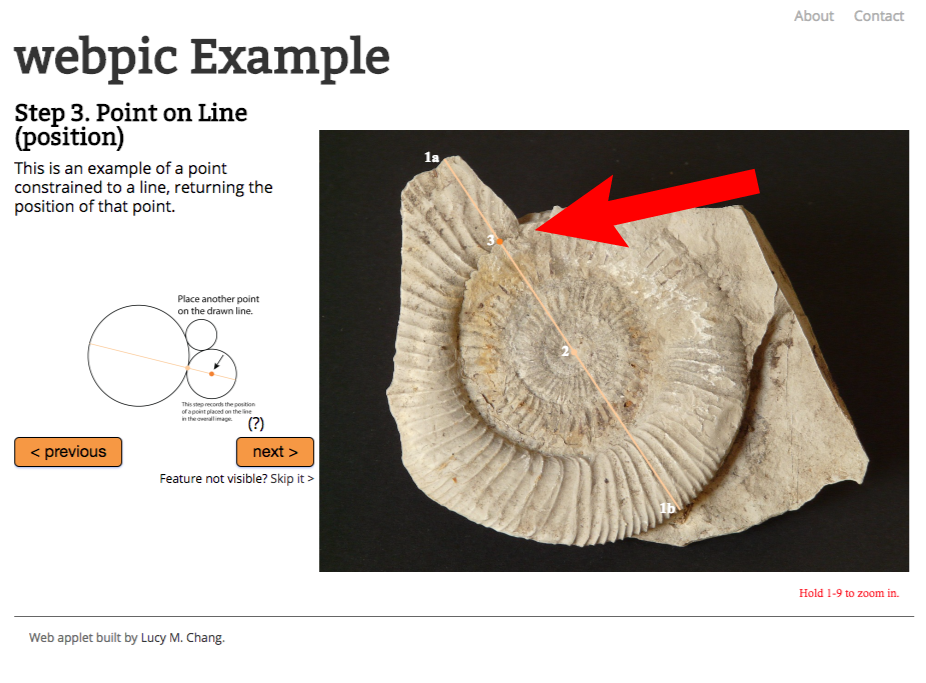 About Contact
webpic Example
Step 3. Point on Line
(position)
This is an example of a point
constrained to a line, returning the
position of that point.
Place another point
on the drawn line.
This step records the position
of a point placed on the line
in the overall image.
(?)
< previous
next >
Feature not visible? Skip it >
1a
3
2
1b
Hold 1-9 to zoom in.
Web applet built by Lucy M. Chang.